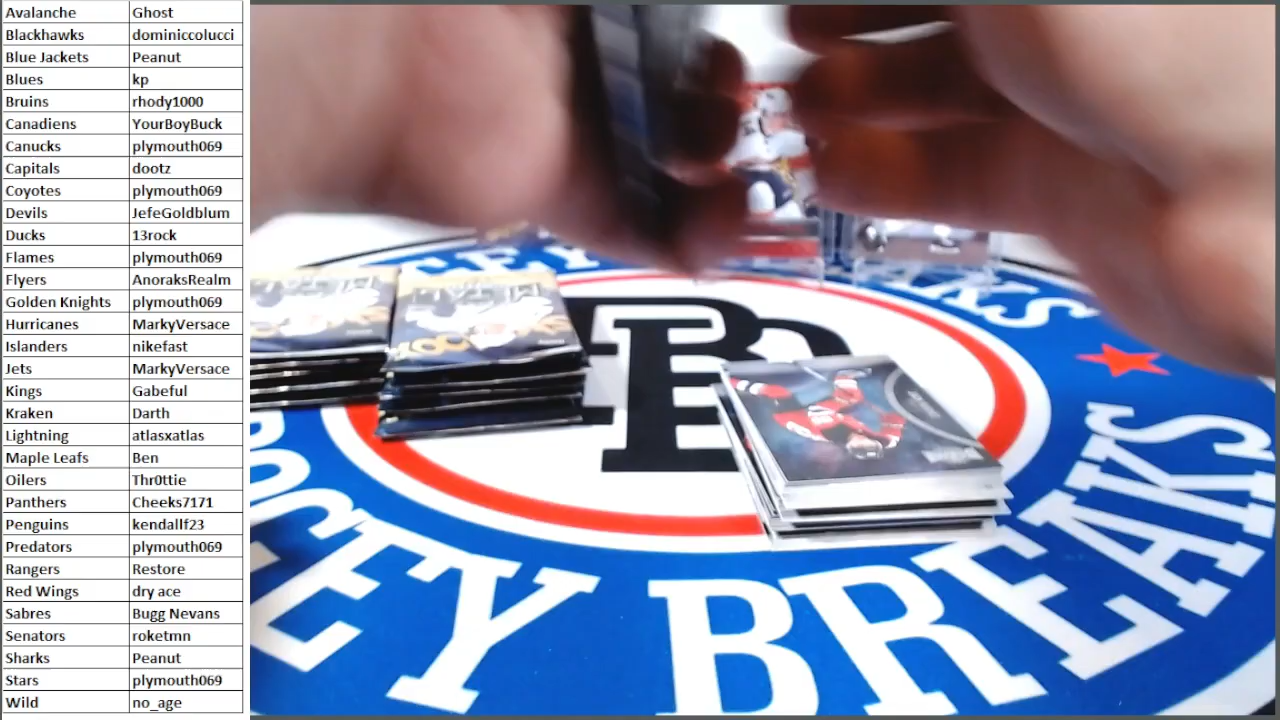 Avalanche Ghost
Blackhawks dominiccolucci
Blue Jackets Peanut
Blues kp
Bruins rhody1000
Canadiens YourBoyBuck
Canucks plymouth069
Capitals dootz
Coyotes plymouth069
Devils JefeGoldblum
Ducks 13rock
Flames plymouth069
Flyers AnoraksRealm
Golden Knights plymouth069
Hurricanes MarkyVersace
Islanders nikefast
Jets MarkyVersace
Kings Gabeful
Kraken Darth
Lightning atlasxatlas
Maple Leafs Ben
Oilers Thr0ttie
Panthers Cheeks7171
Penguins kendallf23
Predators plymouth069
Rangers Restore
Red Wings dry ace
Sabres Bugg Nevans
Senators roketmn
Sharks Peanut
Stars plymouth069
Wild no_age
BREAKS